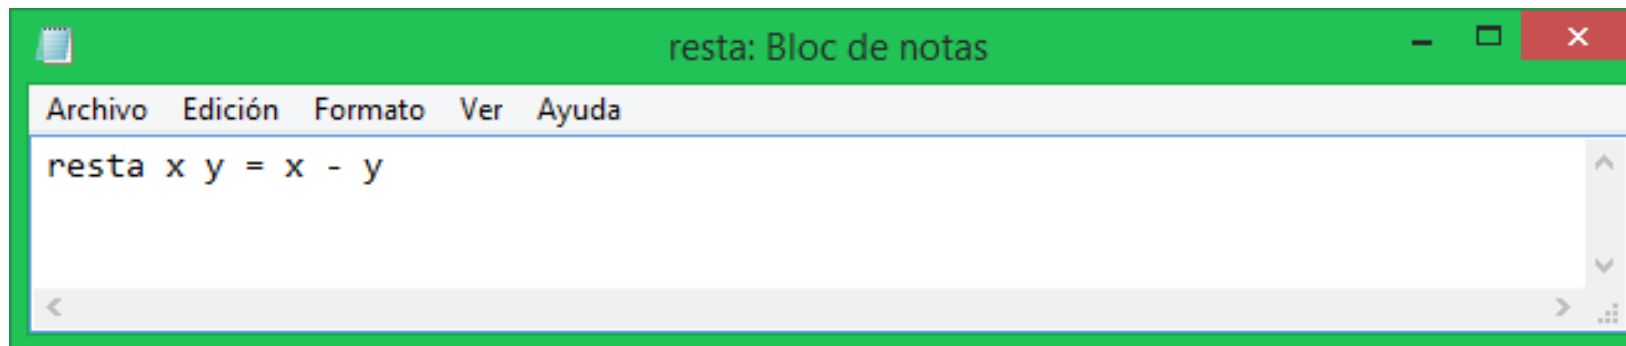 resta: Bloc de notas
Archivo Edición Formato Ver Ayuda
resta x y = x - y